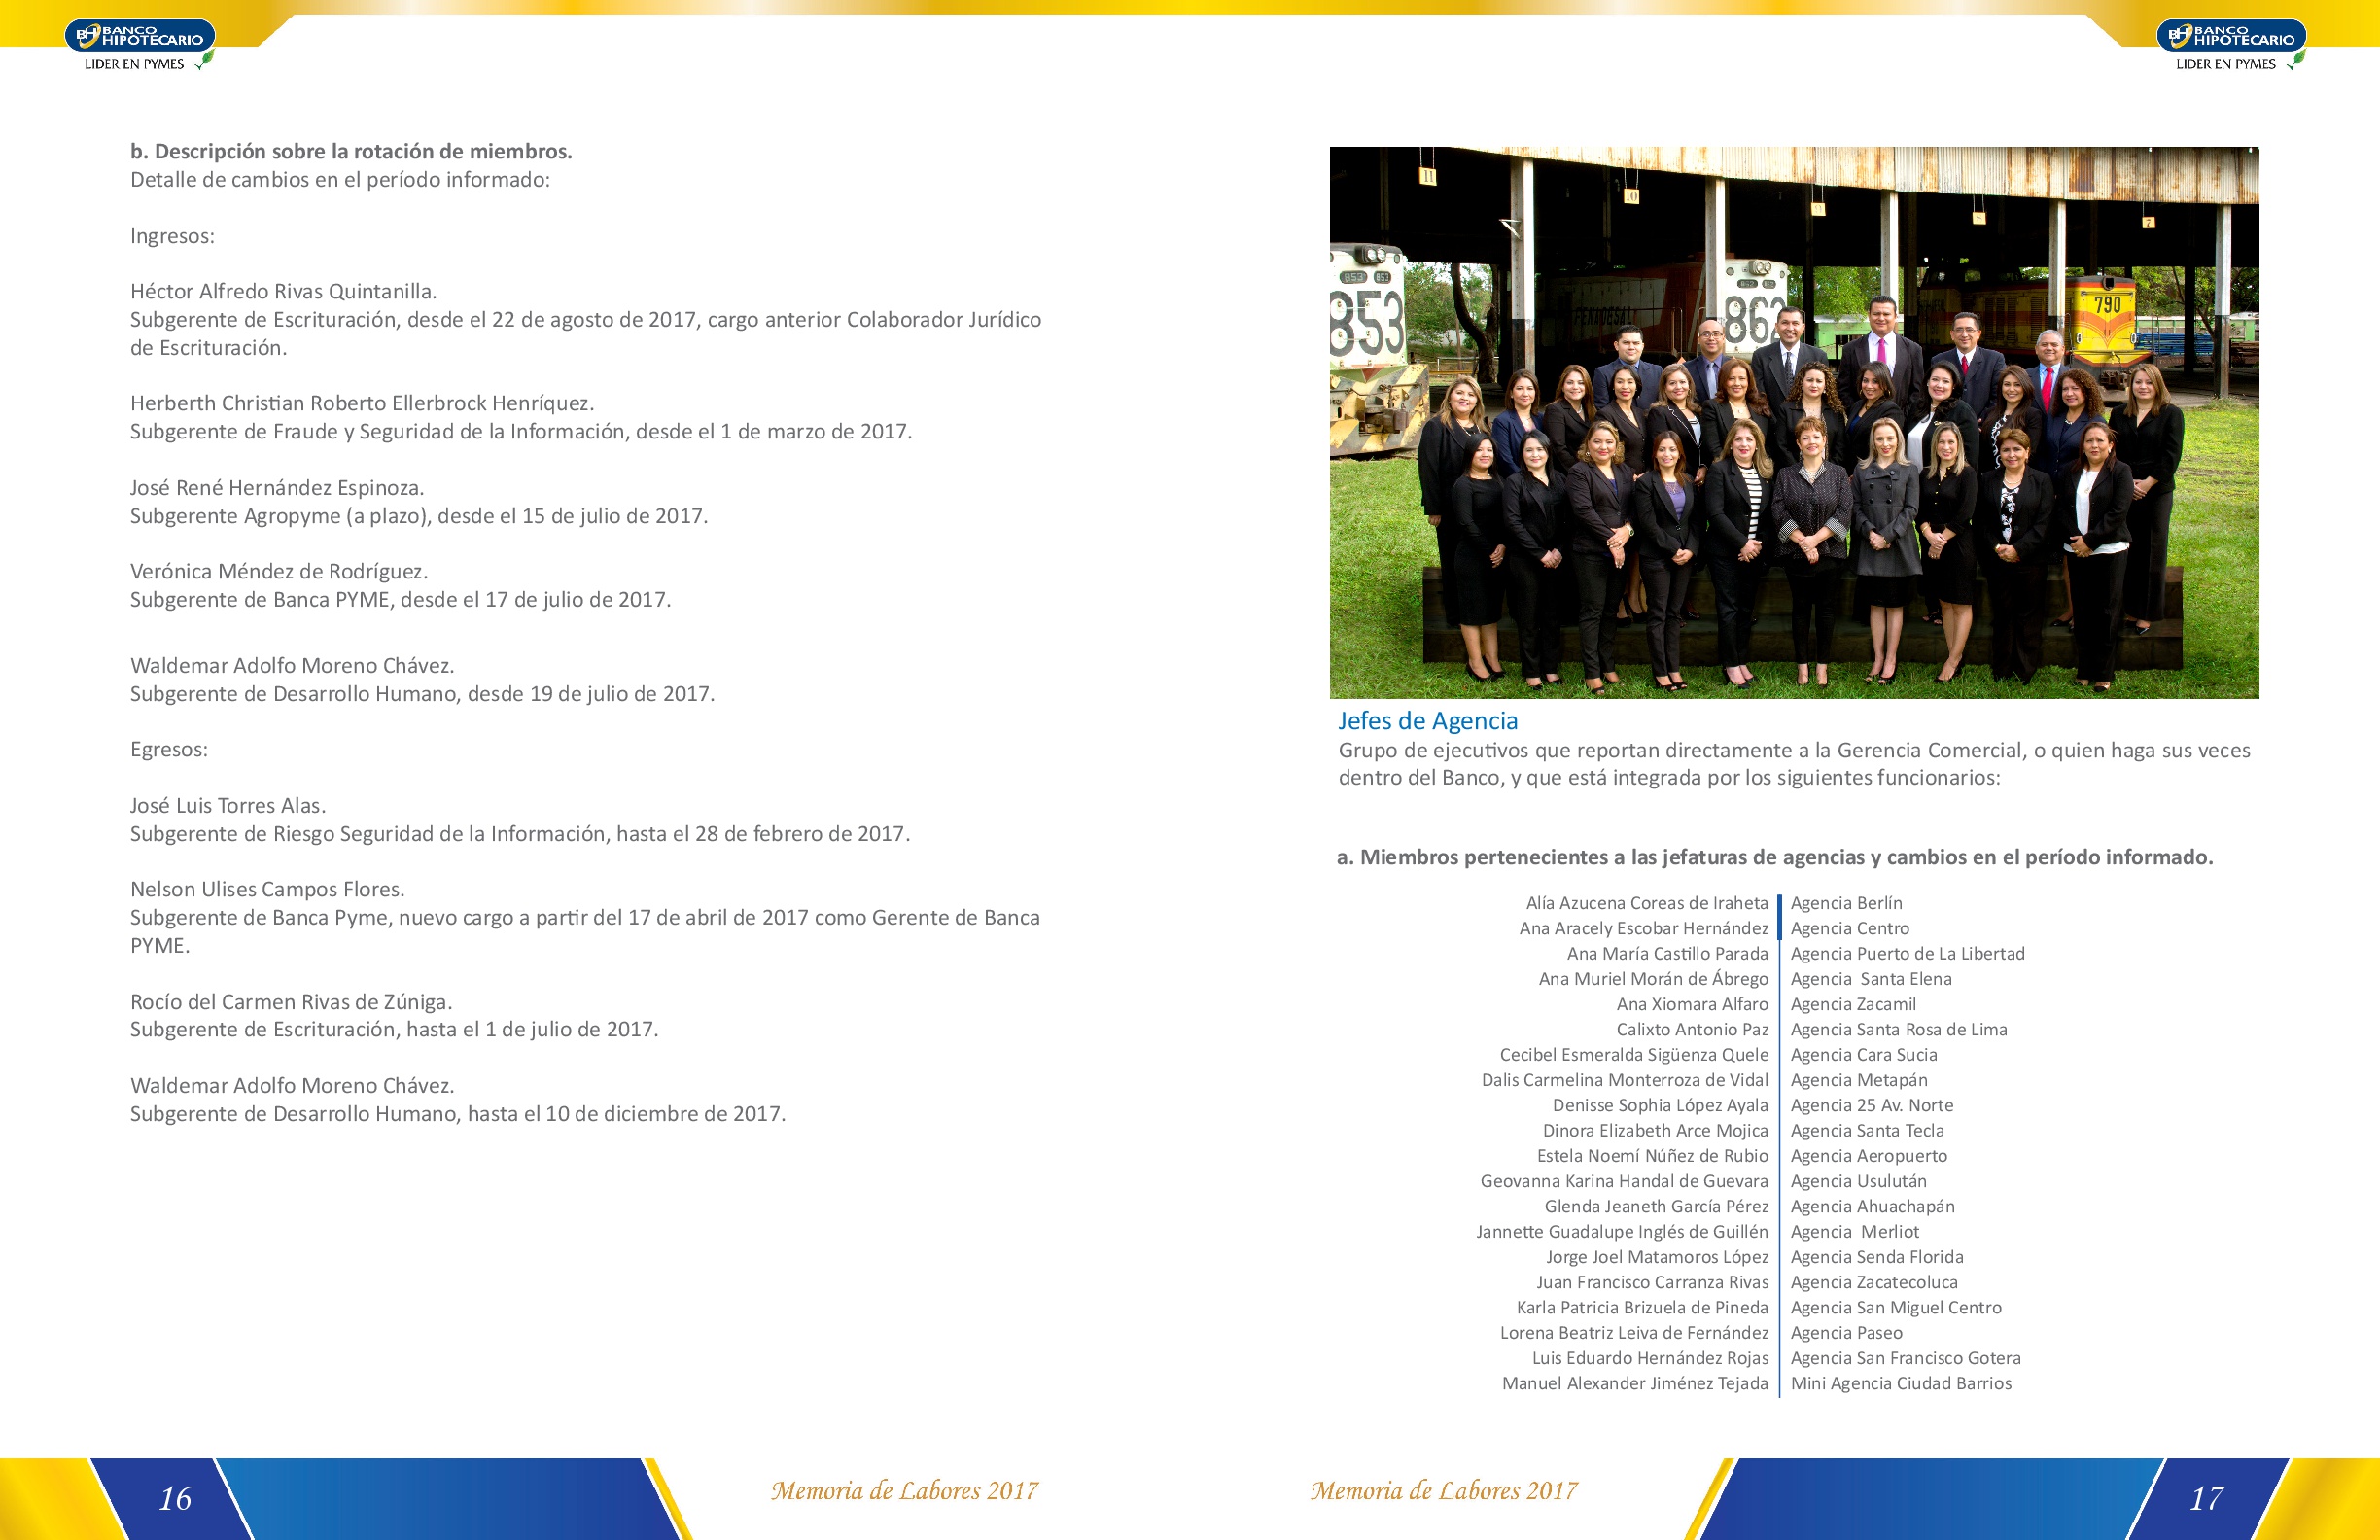 BH BANCO
HIPOTECARIO
LIDER EN PYMES
b. Descripción sobre la rotación de miembros.
Detalle de cambios en el período informado:
Ingresos:
Héctor Alfredo Rivas Quintanilla.
Subgerente de Escrituración, desde el 22 de agosto de 2017, cargo anterior Colaborador Jurídico
de Escrituración.
Herberth Christian Roberto Ellerbrock Henríquez.
Subgerente de Fraude y Seguridad de la Información, desde el 1 de marzo de 2017.
José René Hernández Espinoza.
Subgerente Agropyme (a plazo), desde el 15 de julio de 2017.
Verónica Méndez de Rodríguez.
Subgerente de Banca PYME, desde el 17 de julio de 2017.
Waldemar Adolfo Moreno Chávez.
Subgerente de Desarrollo Humano, desde 19 de julio de 2017.
Egresos:
José Luis Torres Alas.
Subgerente de Riesgo Seguridad de la Información, hasta el 28 de febrero de 2017.
Nelson Ulises Campos Flores.
Subgerente de Banca Pyme, nuevo cargo a partir del 17 de abril de 2017 como Gerente de Banca
PYME.
Rocío del Carmen Rivas de Zúniga.
Subgerente de Escrituración, hasta el 1 de julio de 2017.
Waldemar Adolfo Moreno Chávez.
Subgerente de Desarrollo Humano, hasta el 10 de diciembre de 2017.
16
Memoria de Labores 2017
BH BANCO
HIPOTECARIO
LIDER EN PYMES
11
10
7
853 853
853
862
790
Jefes de Agencia
Grupo de ejecutivos que reportan directamente a la Gerencia Comercial, o quien haga sus veces
dentro del Banco, y que está integrada por los siguientes funcionarios:
a. Miembros pertenecientes a las jefaturas de agencias y cambios en el período informado.
Alía Azucena Coreas de Iraheta Agencia Berlín
Ana Aracely Escobar Hernández Agencia Centro
Ana María Castillo Parada Agencia Puerto de La Libertad
Ana Muriel Morán de Ábrego Agencia Santa Elena
Ana Xiomara Alfaro Agencia Zacamil
Calixto Antonio Paz Agencia Santa Rosa de Lima
Cecibel Esmeralda Sigüenza Quele Agencia Cara Sucia
Dalis Carmelina Monterroza de Vidal Agencia Metapán
Denisse Sophia López Ayala Agencia 25 Av. Norte
Dinora Elizabeth Arce Mojica Agencia Santa Tecla
Estela Noemí Núñez de Rubio Agencia Aeropuerto
Geovanna Karina Handal de Guevara Agencia Usulután
Glenda Jeaneth García Pérez Agencia Ahuachapán
Jannette Guadalupe Inglés de Guillén Agencia Merliot
Jorge Joel Matamoros López Agencia Senda Florida
Juan Francisco Carranza Rivas Agencia Zacatecoluca
Karla Patricia Brizuela de Pineda Agencia San Miguel Centro
Lorena Beatriz Leiva de Fernández Agencia Paseo
Luis Eduardo Hernández Rojas Agencia San Francisco Gotera
Manuel Alexander Jiménez Tejada Mini Agencia Ciudad Barrios
Memoria de Labores 2017
17